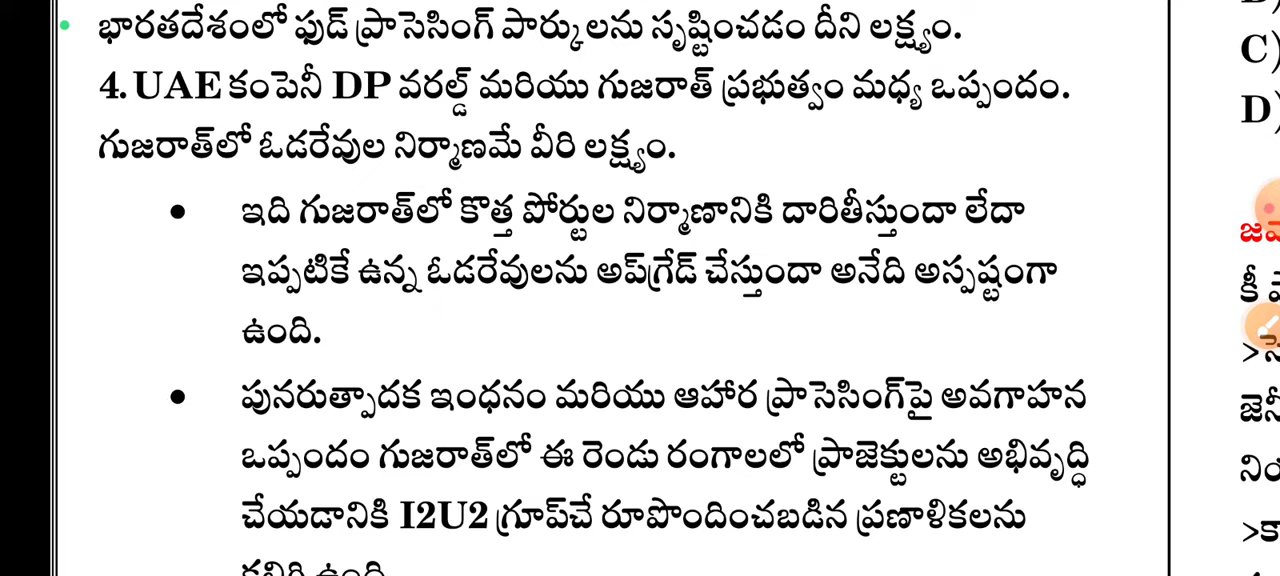 భారతదేశంలో ఫుడ్ ప్రాసెసింగ్ పార్కులను సృష్టించడం దీని లక్ష్యం.
4. UAE కంపెనీ DP వరల్డ్ మరియు గుజరాత్ ప్రభుత్వం మధ్య ఒప్పందం.
గుజరాత్‌లో ఓడరేవుల నిర్మాణమే వీరి లక్ష్యం.
• ఇది గుజరాత్‌లో కొత్త పోర్టుల నిర్మాణానికి దారితీస్తుందా లేదా
ఇప్పటికే ఉన్న ఓడరేవులను అప్‌గ్రేడ్ చేస్తుందా అనేది అస్పష్టంగా
ఉంది.
• పునరుత్పాదక ఇంధనం మరియు ఆహార ప్రాసెసింగ్‌పై అవగాహన
ఒప్పందం గుజరాత్‌లో ఈ రెండు రంగాలలో ప్రాజెక్టులను అభివృద్ధి
చేయడానికి I2U2 గ్రూప్‌చే రూపొందించబడిన ప్రణాళికలను
C)
D)